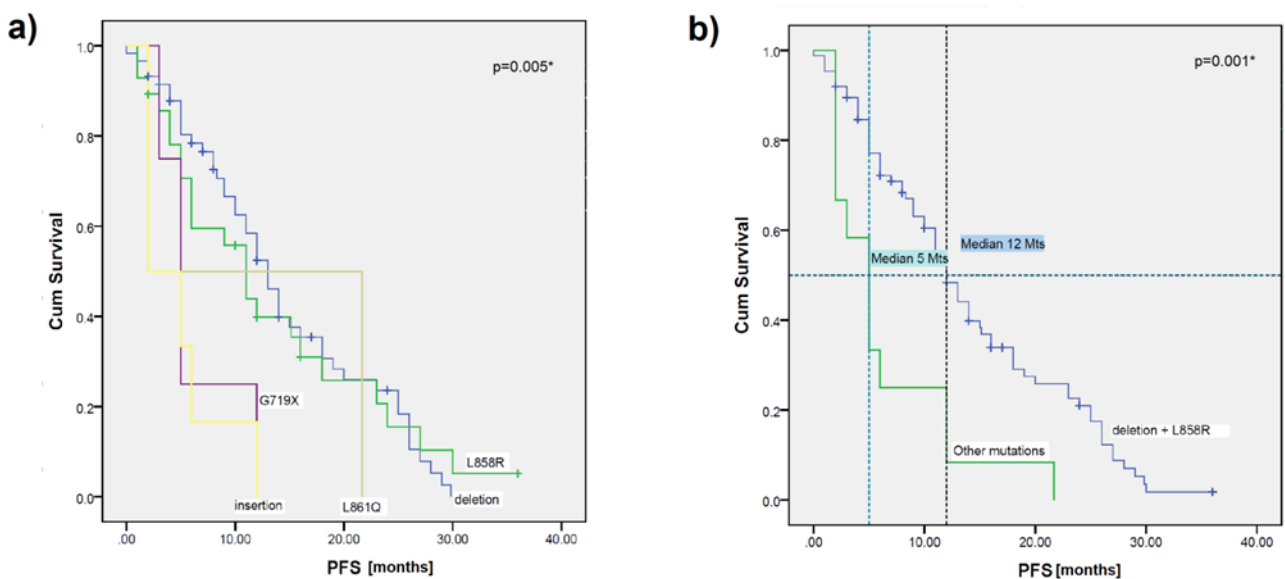 a)
p=0.005*
Cum Survival
1.0
0.8
0.6
0.4
0.2
0.0
G719X
L858R
insertion
L861Q
deletion
.00
10.00
20.00
30.00
40.00
PFS [months]
b)
p=0.001*
Cum Survival
1.0
0.8
0.6
0.4
0.2
0.0
Median 12 Mts
Median 5 Mts
deletion + L858R
Other mutations
.00
10.00
20.00
30.00
40.00
PFS [months]